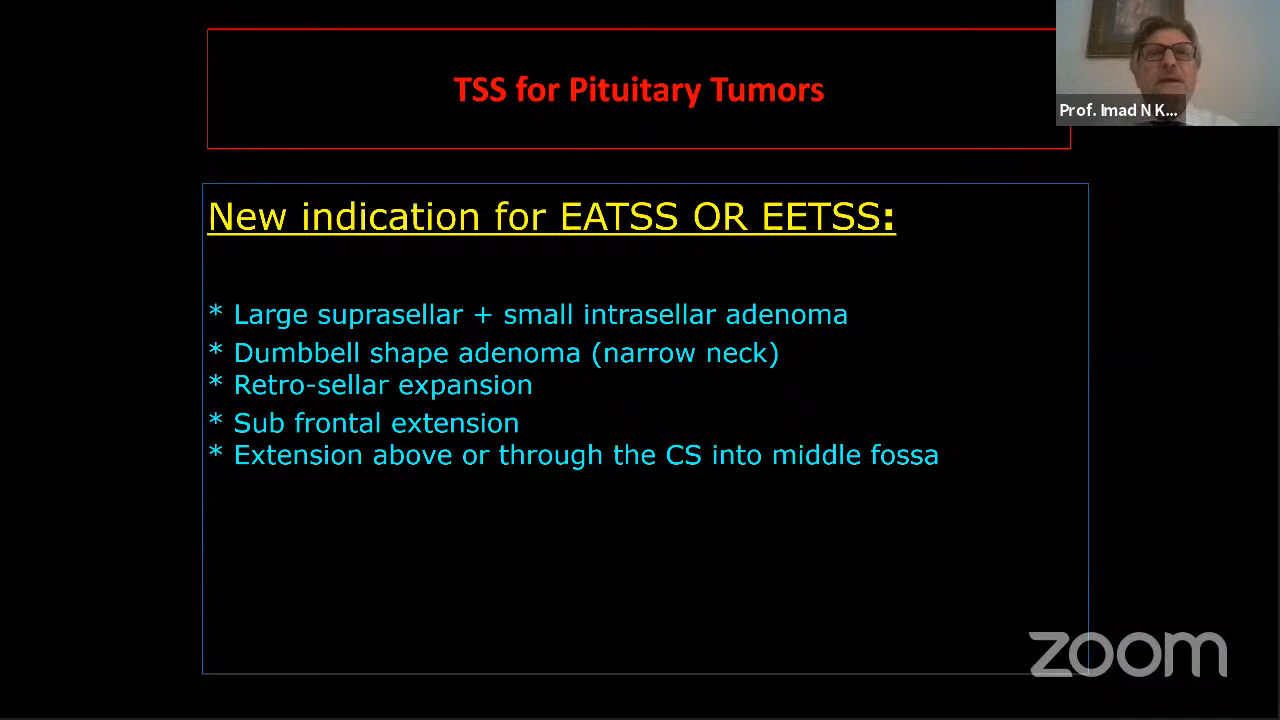 TSS for Pituitary Tumors
Prof. Imad N K...
New indication for EATSS OR EETSS:
* Large suprasellar + small intrasellar adenoma
* Dumbbell shape adenoma (narrow neck)
* Retro-sellar expansion
* Sub frontal extension
* Extension above or through the CS into middle fossa
zoom